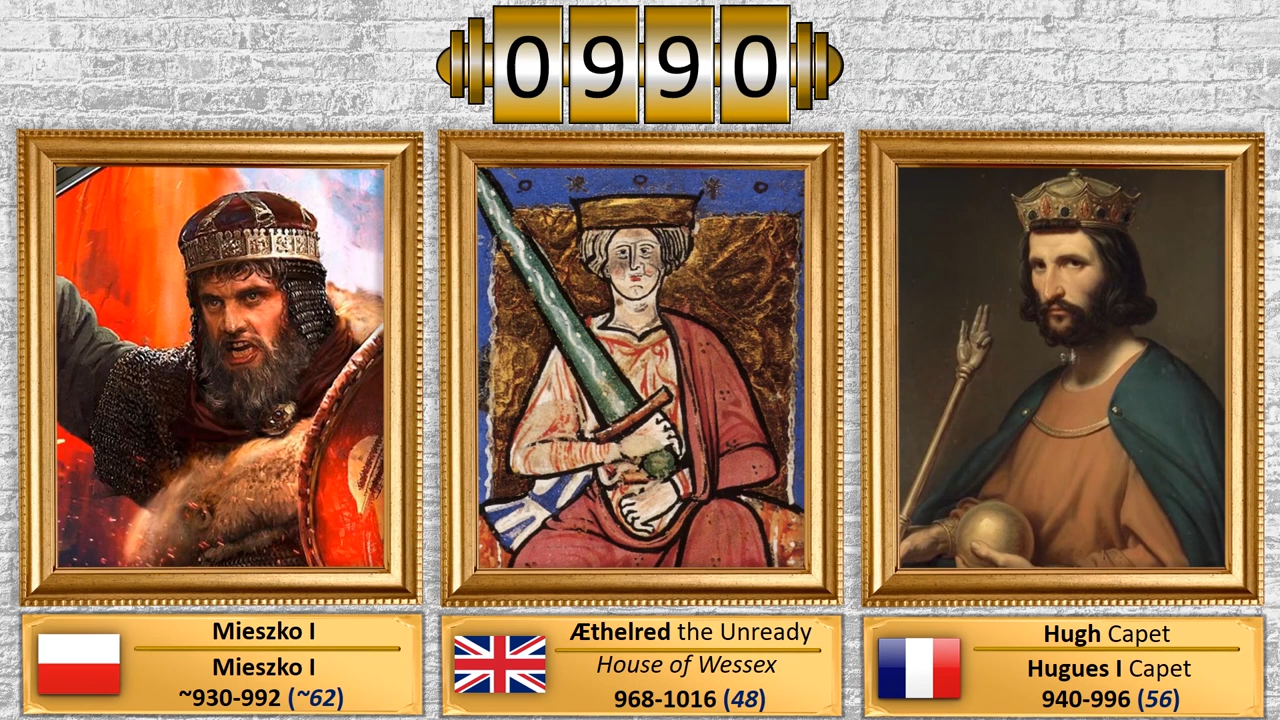 0990
Mieszko I
Mieszko I
~930-992 (~62)
Æthelred the Unready
House of Wessex
968-1016 (48)
Hugh Capet
Hugues I Capet
940-996 (56)